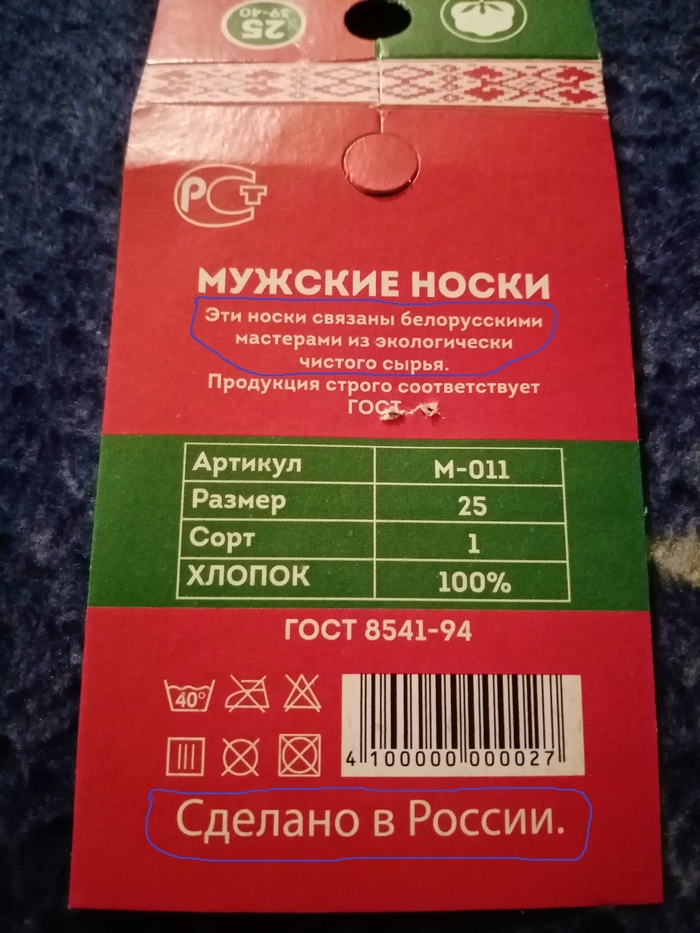 25
39-40
РСТ
МУЖСКИЕ НОСКИ
Эти носки связаны белорусскими
мастерами из экологически
чистого сырья.
Продукция строго соответствует
ГОСТ
Артикул М-011
Размер 25
Сорт 1
ХЛОПОК 100%
ГОСТ 8541-94
40°
4 100000 000027
Сделано в России.